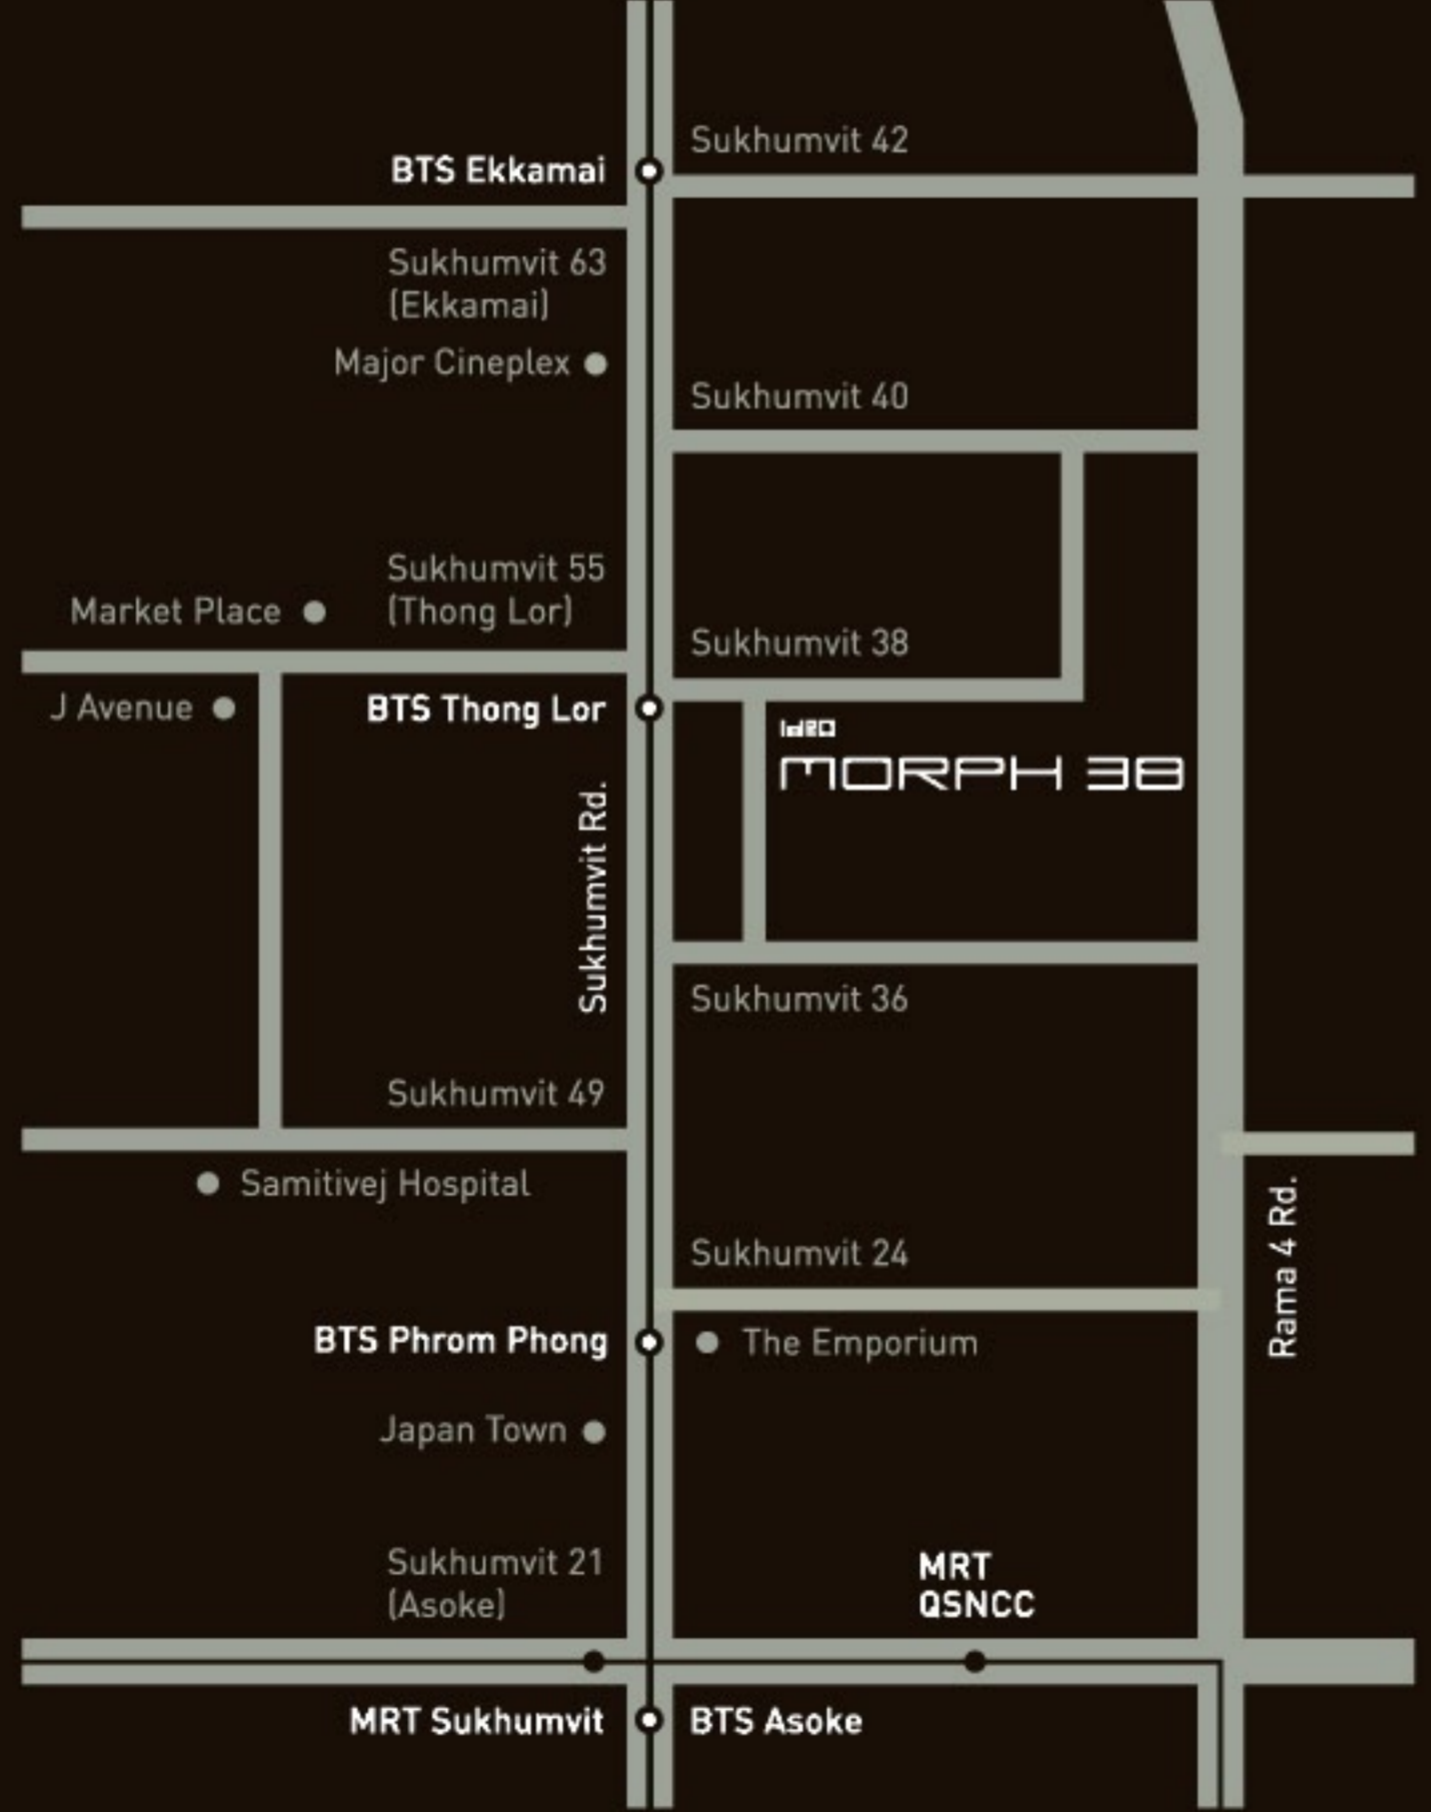 Sukhumvit 42
BTS Ekkamai
Sukhumvit 63
(Ekkamai)
Major Cineplex
Sukhumvit 40
Sukhumvit 55
(Thong Lor)
Market Place
Sukhumvit 38
J Avenue
BTS Thong Lor
ideo
MORPH 38
Sukhumvit Rd.
Sukhumvit 36
Sukhumvit 49
Samitivej Hospital
Rama 4 Rd.
Sukhumvit 24
BTS Phrom Phong
The Emporium
Japan Town
Sukhumvit 21
(Asoke)
MRT
QSNCC
MRT Sukhumvit
BTS Asoke